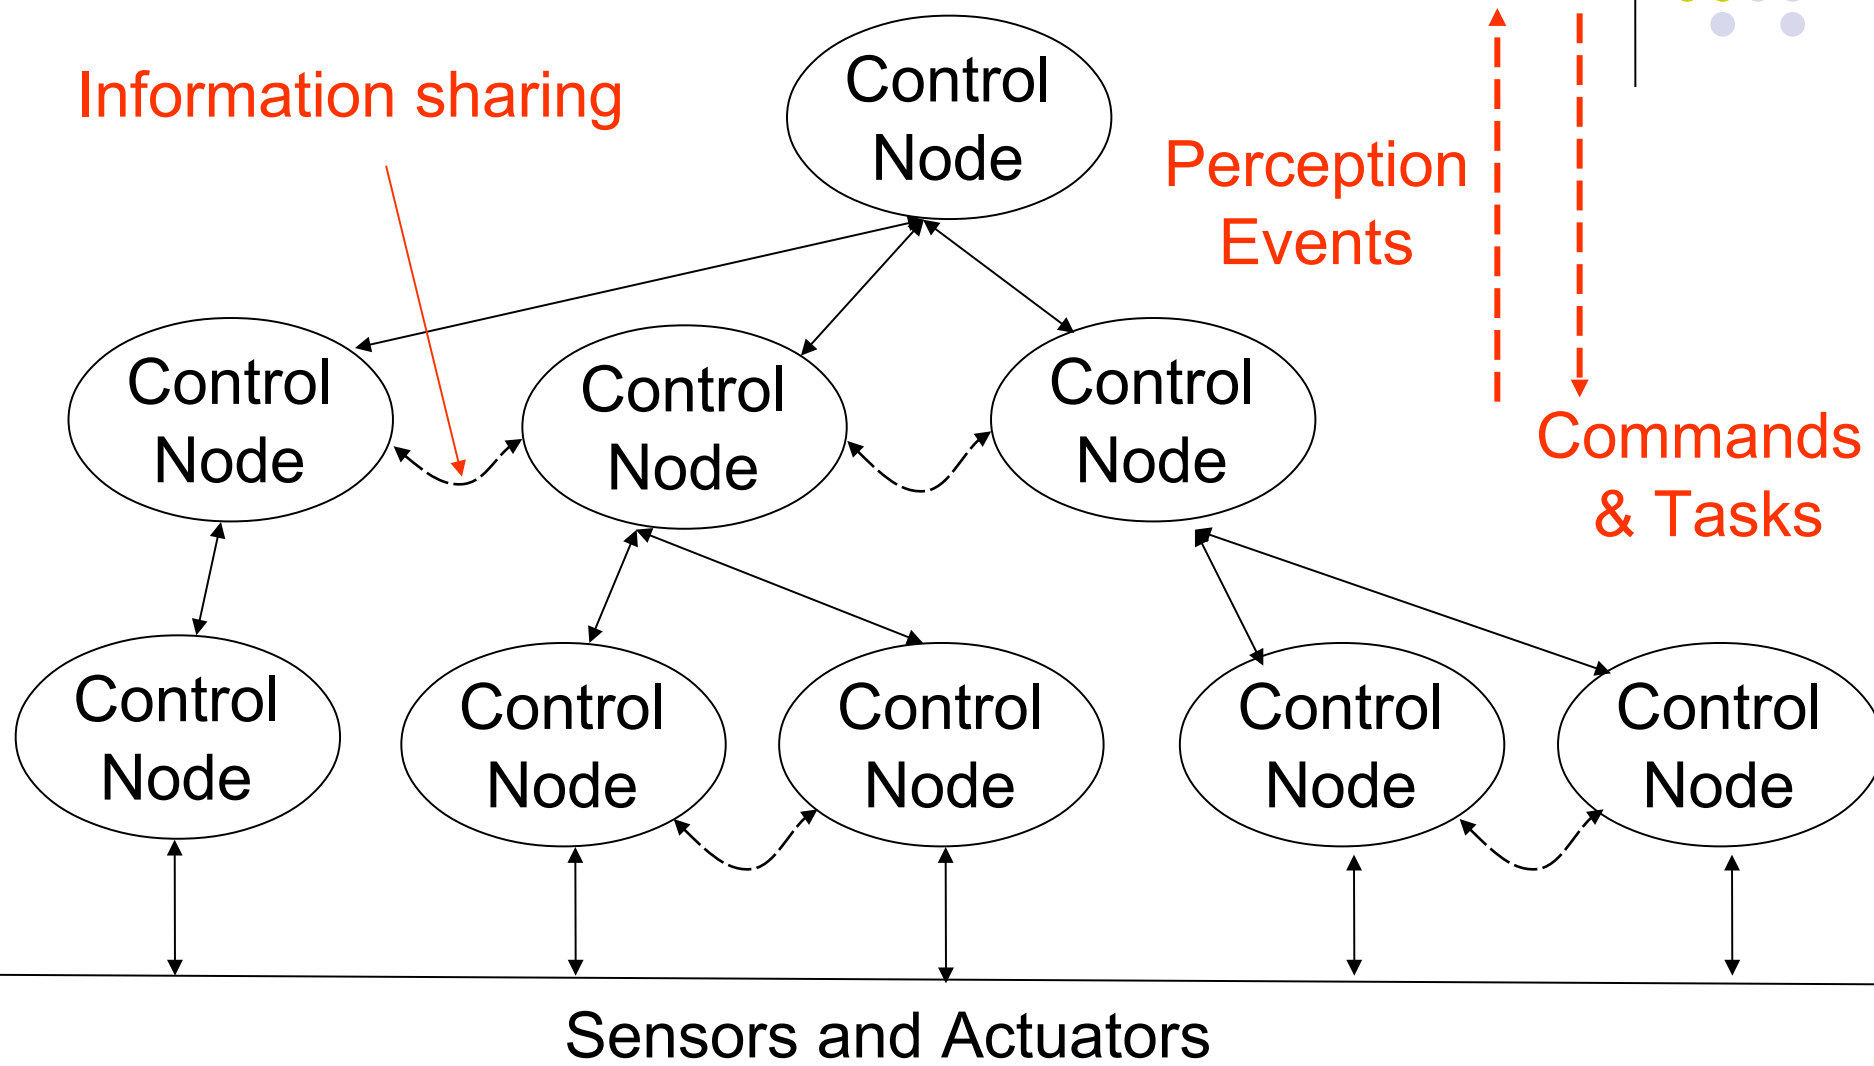 Information sharing
Control
Node
Perception
Events
Control
Node
Control
Node
Control
Node
Commands
& Tasks
Control
Node
Control
Node
Control
Node
Control
Node
Control
Node
Sensors and Actuators